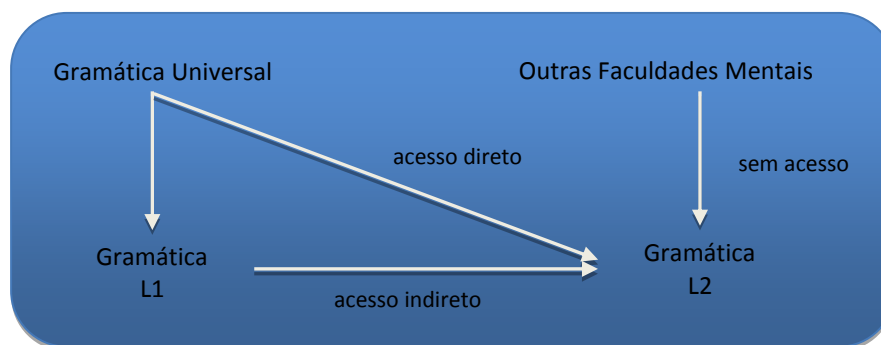 Gramática Universal
Outras Faculdades Mentais
acesso direto
sem acesso
Gramática
L1
Gramática
L2
acesso indireto